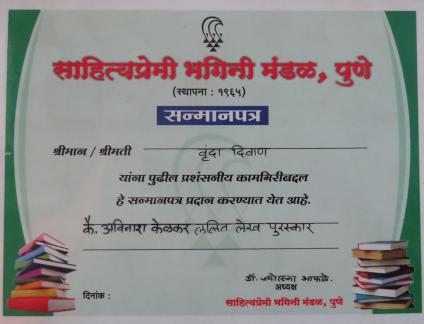 साहित्यप्रेमी भगिनी मंडळ, पुणे
(स्थापना : १९६५)
सन्मानपत्र
श्रीमान / श्रीमती वृंदा दिवाण
यांना पुढील प्रशंसनीय कामगिरीबद्दल
हे सन्मानपत्र प्रदान करण्यात येत आहे.
कै. अविनाश केळकर ललित लेख पुरस्कार
डॉ. ज्योत्स्ना आफळे
अध्यक्ष
दिनांक :
साहित्यप्रेमी भगिनी मंडळ, पुणे